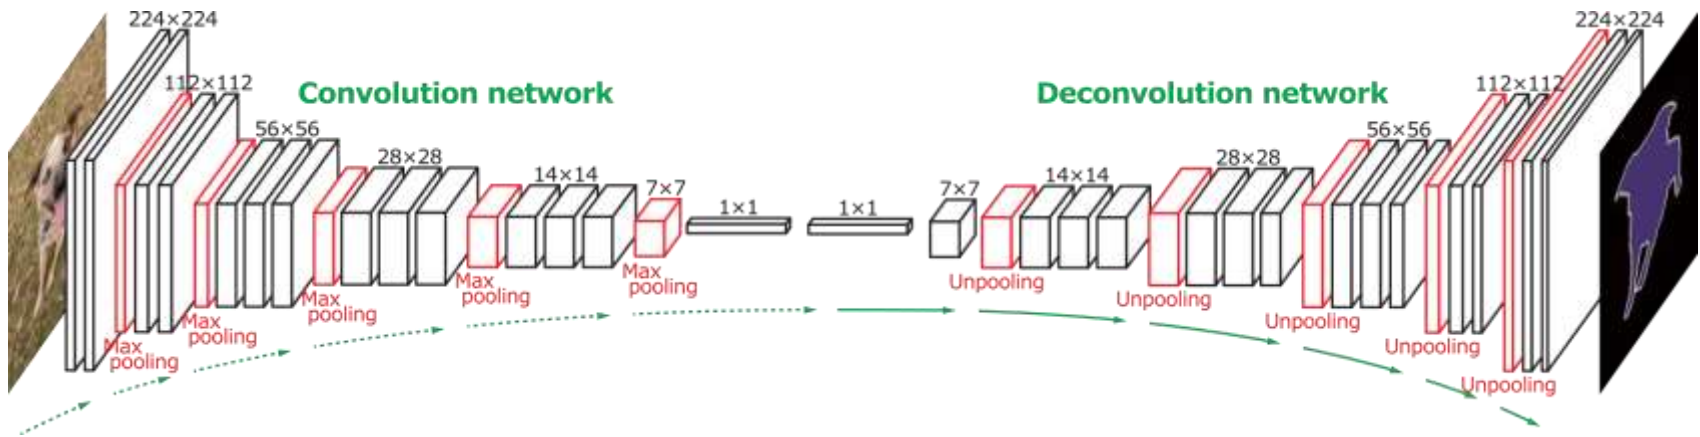 224×224
112×112
Convolution network
56×56
28×28
14×14
7×7
1×1
Max
pooling
Max
pooling
Max
pooling
Max
pooling
Max
pooling
1×1
7×7
14×14
28×28
56×56
112×112
224×224
Deconvolution network
Unpooling
Unpooling
Unpooling
Unpooling
Unpooling